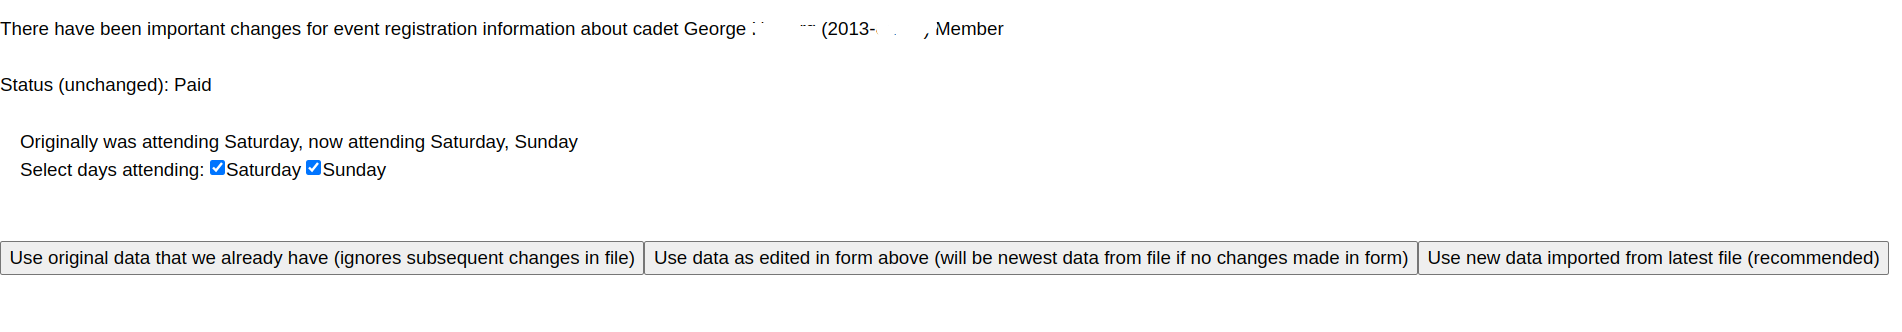 There have been important changes for event registration information about cadet George (2013- ) Member
Status (unchanged): Paid
Originally was attending Saturday, now attending Saturday, Sunday
Select days attending: Saturday Sunday
Use original data that we already have (ignores subsequent changes in file) Use data as edited in form above (will be newest data from file if no changes made in form) Use new data imported from latest file (recommended)